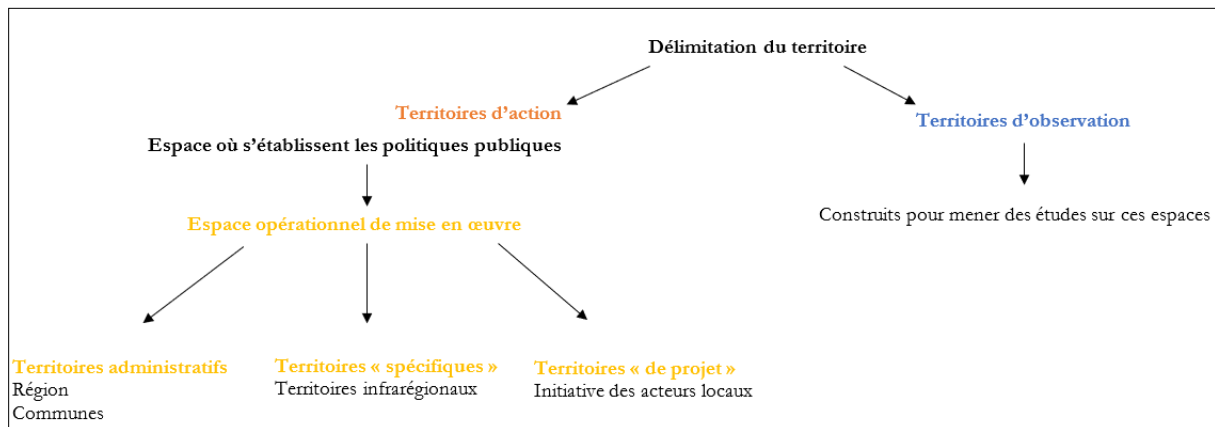 Délimitation du territoire
Territoires d’action
Territoires d’observation
Espace où s’établissent les politiques publiques
Construits pour mener des études sur ces espaces
Espace opérationnel de mise en œuvre
Territoires administratifs
Région
Communes
Territoires « spécifiques »
Territoires infrarégionaux
Territoires « de projet »
Initiative des acteurs locaux